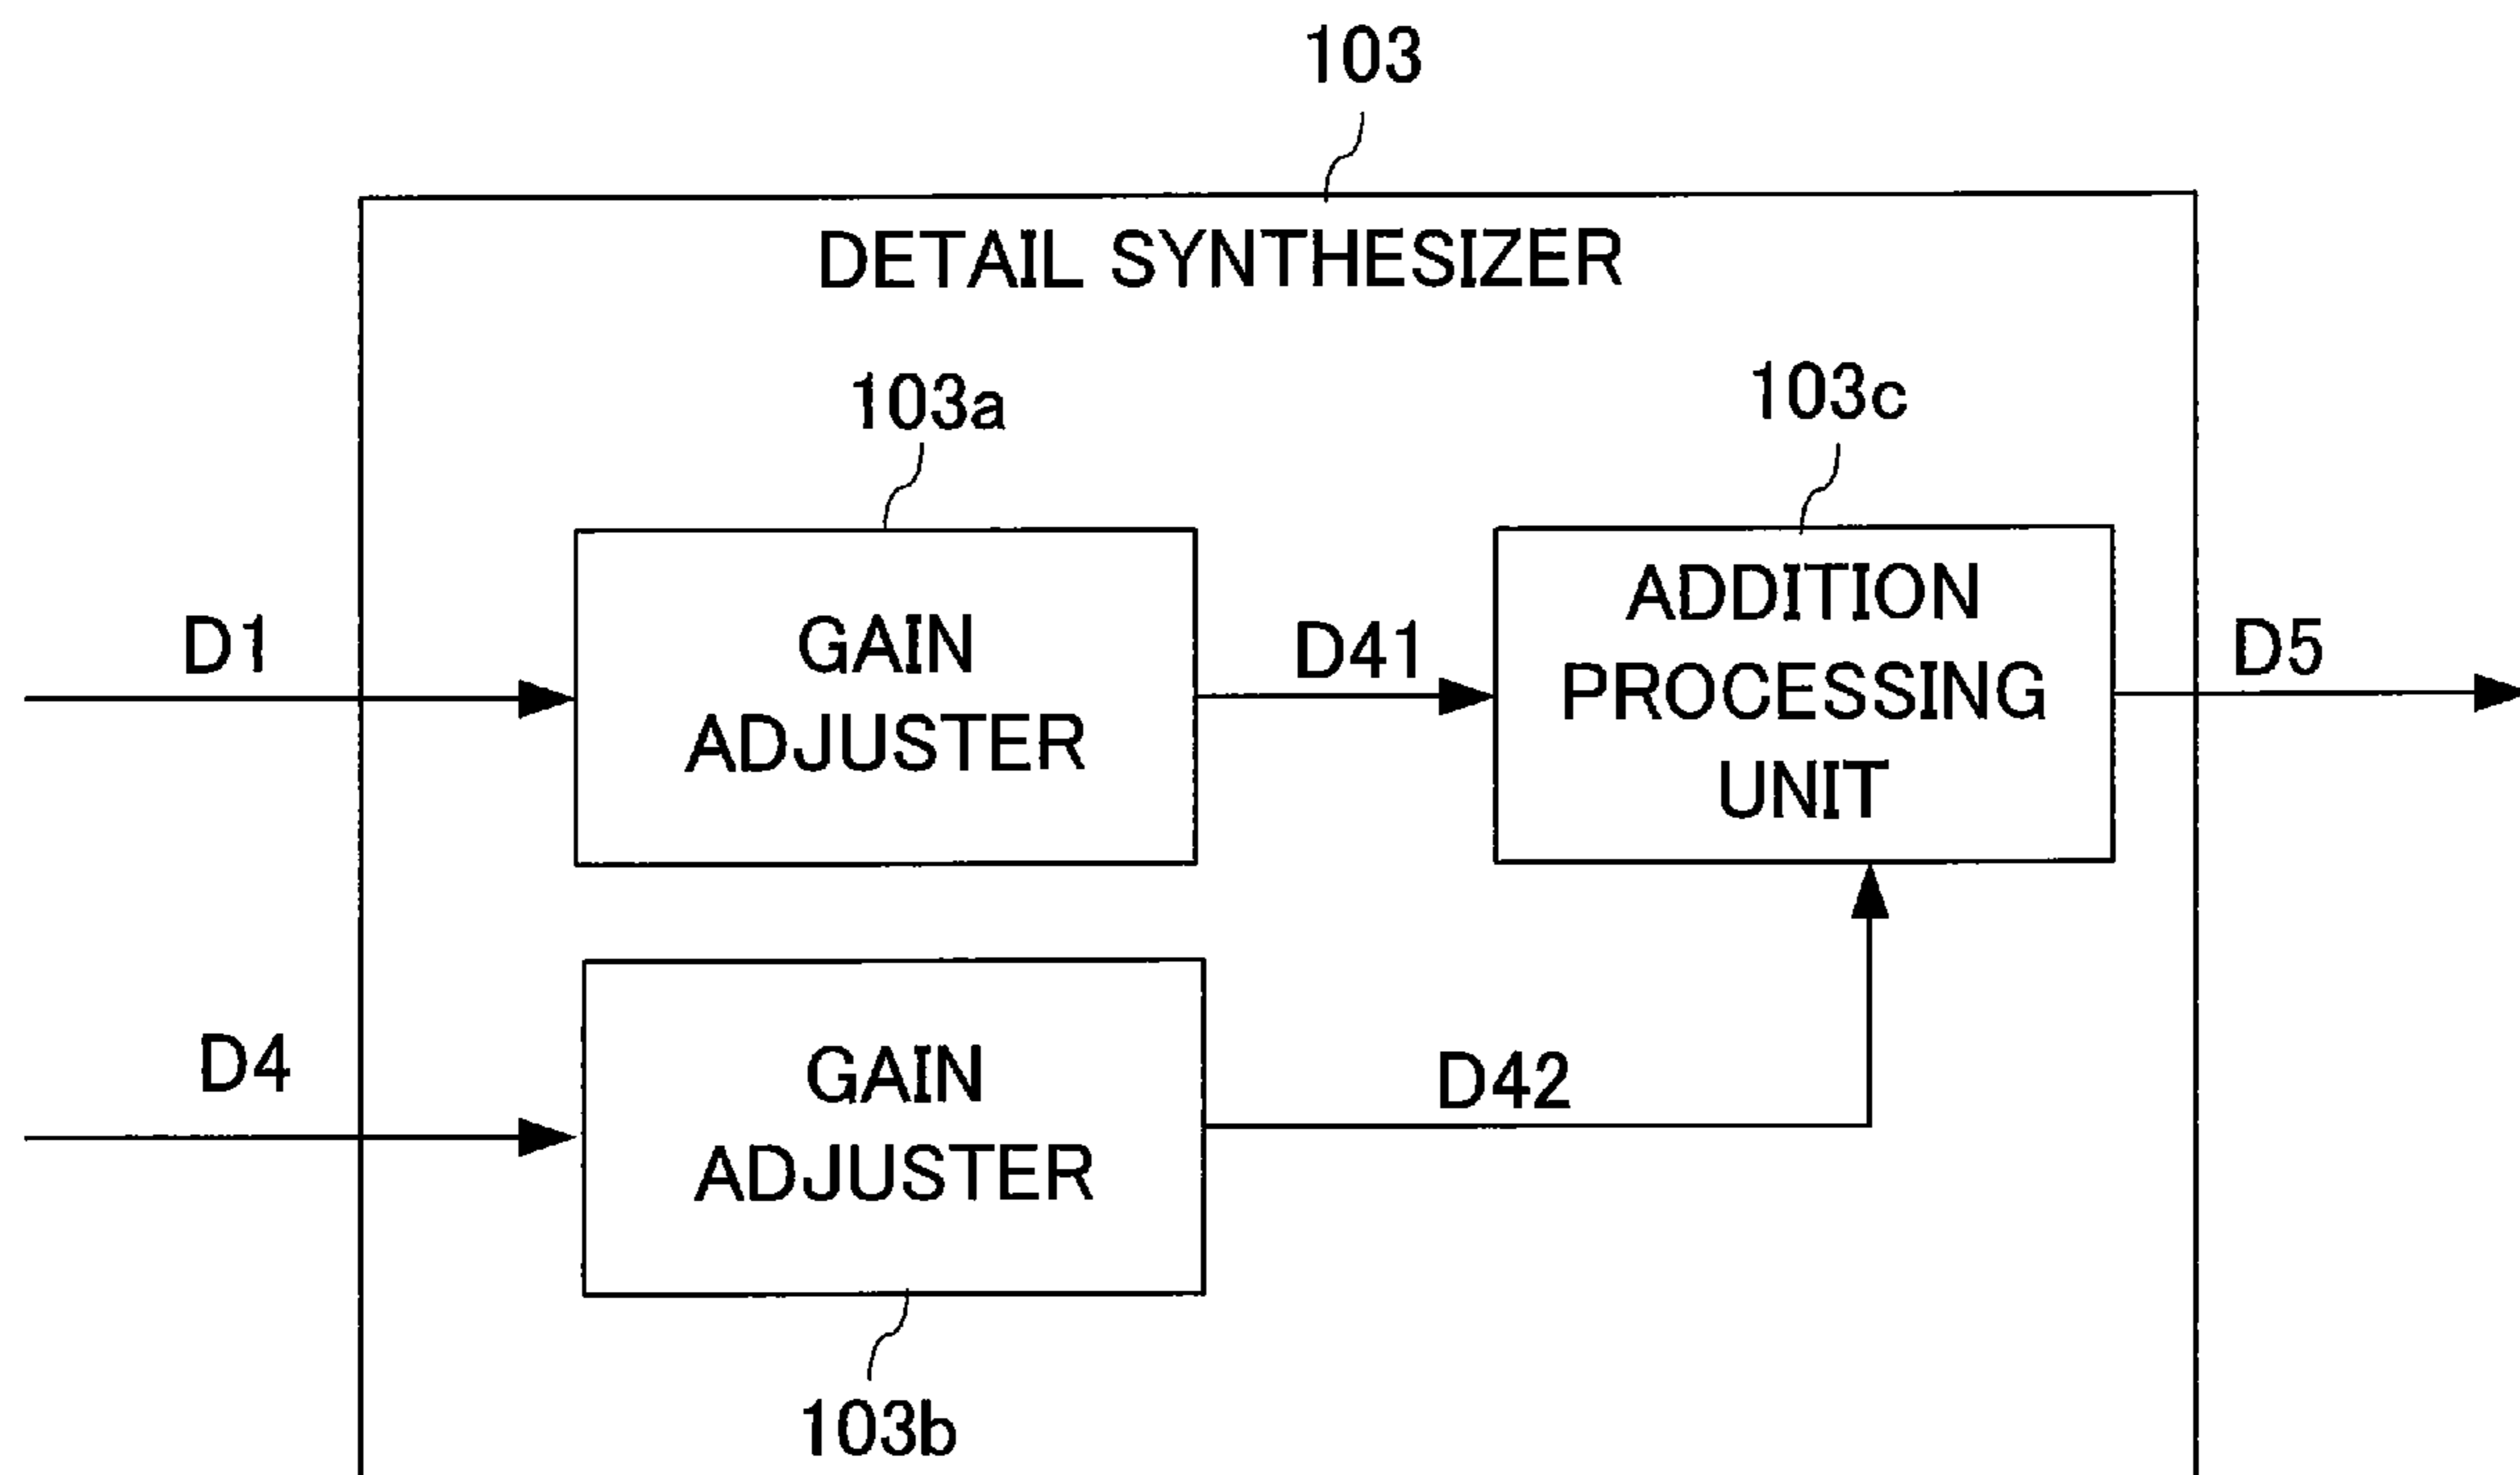 103
DETAIL SYNTHESIZER
103a
103c
D1
GAIN
ADJUSTER
D41
ADDITION
PROCESSING
UNIT
D5
D4
GAIN
ADJUSTER
D42
103b